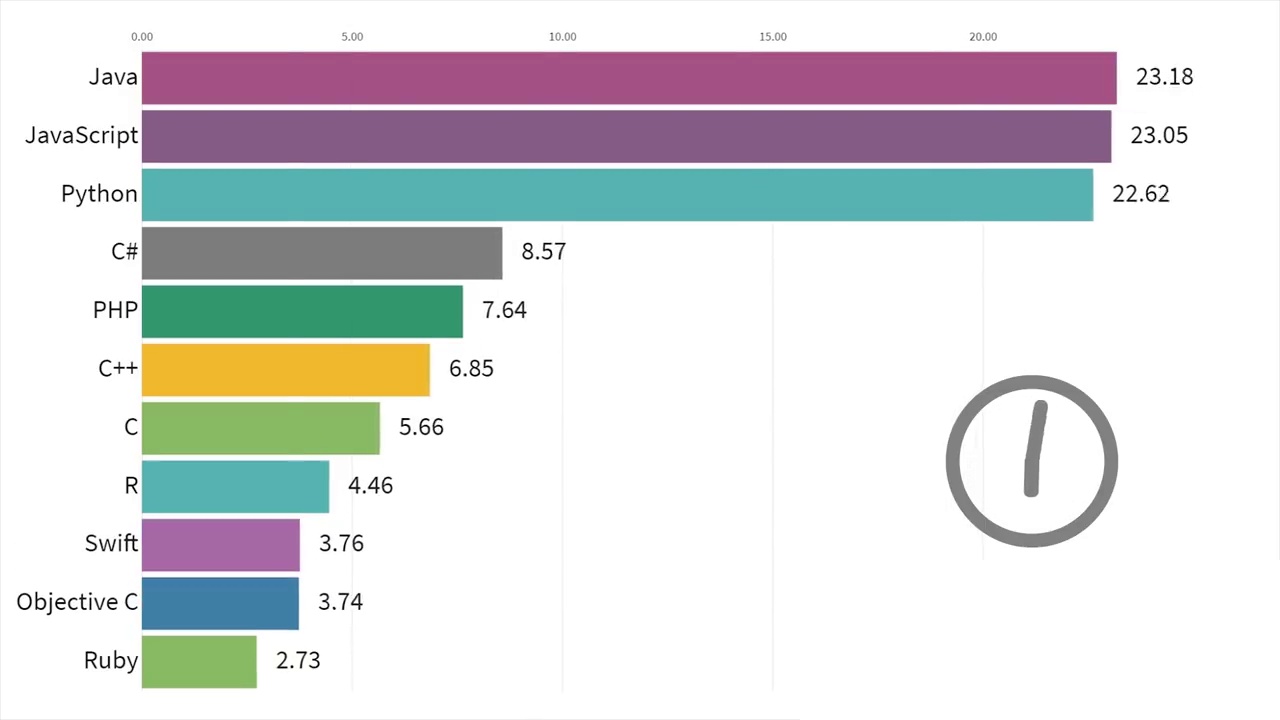 0.00 5.00 10.00 15.00 20.00
Java 23.18
JavaScript 23.05
Python 22.62
C# 8.57
PHP 7.64
C++ 6.85
C 5.66
R 4.46
Swift 3.76
Objective C 3.74
Ruby 2.73